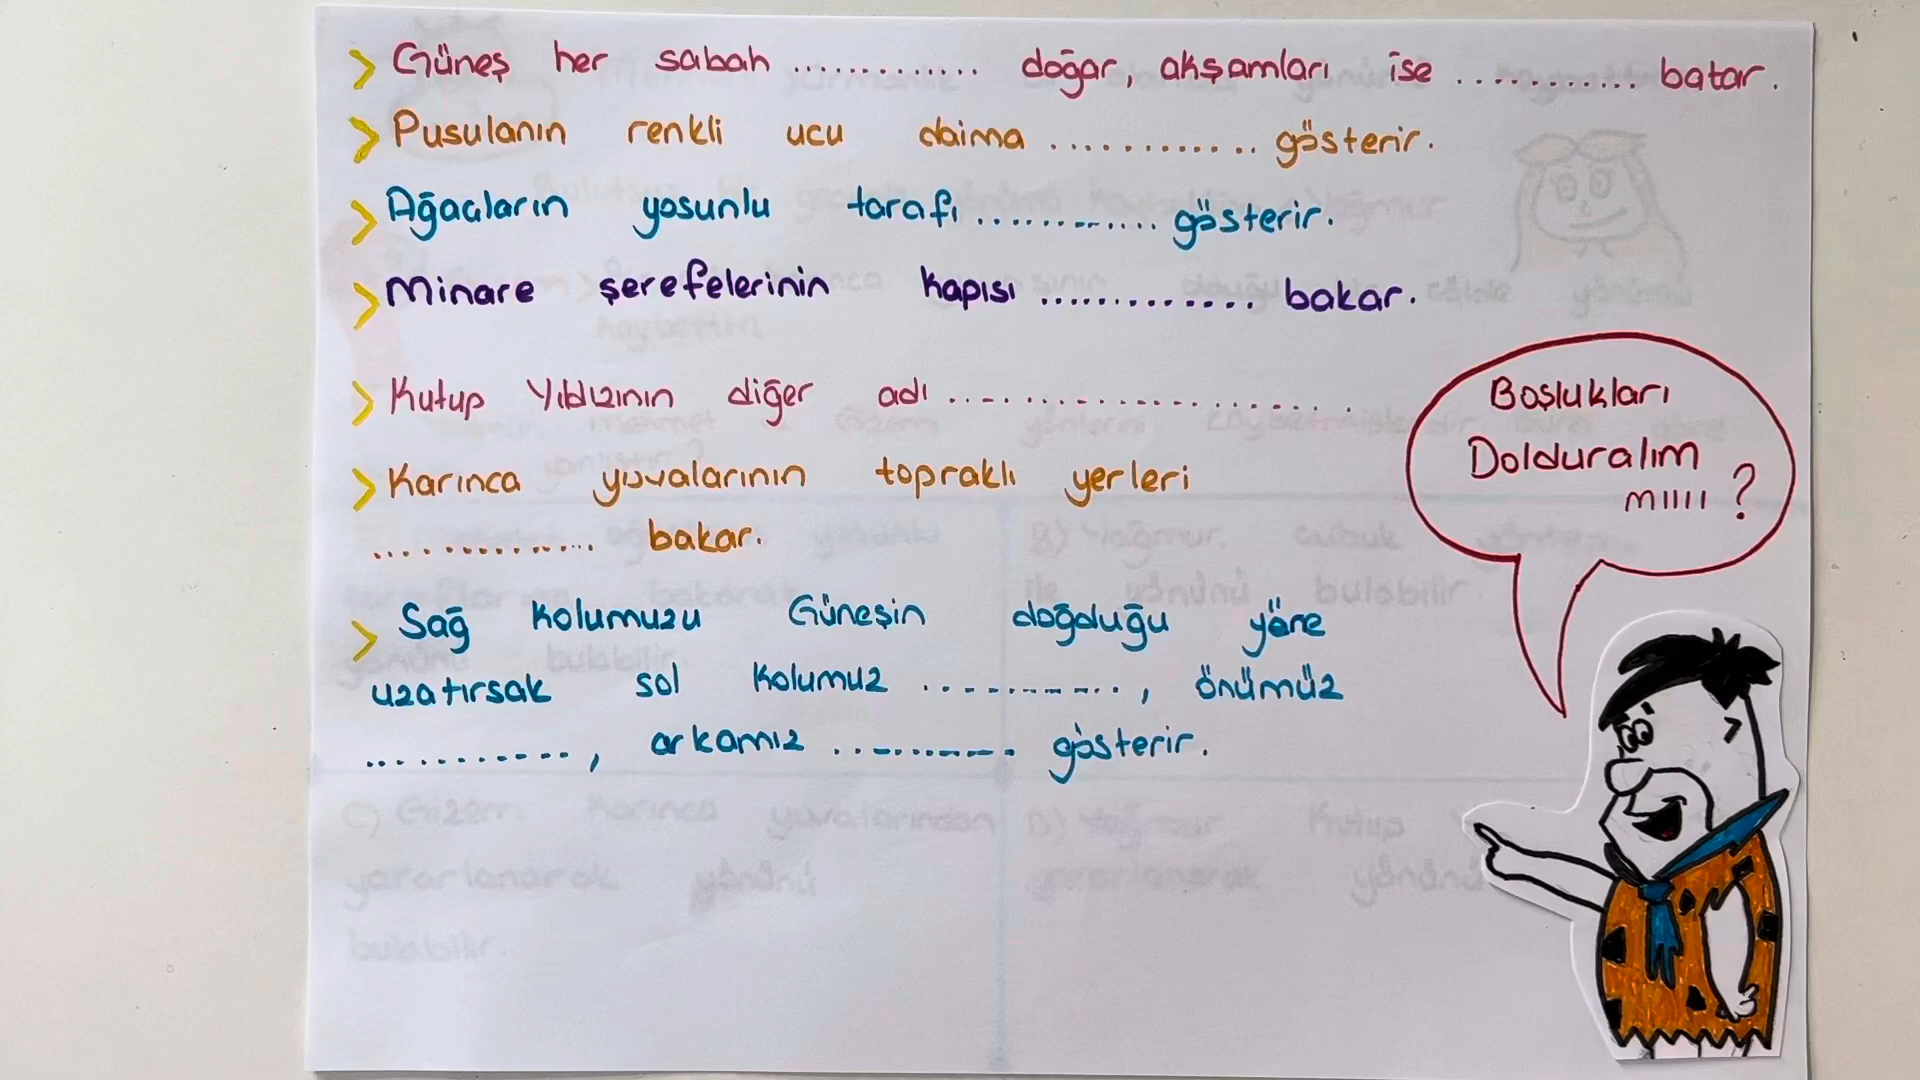 > Güneş her sabah ............. doğar, akşamları ise ............ batar.
> Pusulanın renkli ucu daima ............ gösterir.
> Ağaçların yosunlu tarafı ............. gösterir.
> Minare şerefelerinin kapısı ............. bakar.
> Kutup Yıldızının diğer adı ......................
> Karınca yuvalarının topraklı yerleri
............... bakar.
> Sağ kolumuzu Güneşin doğduğu yöne
uzatırsak sol kolumuz ............., önümüz
............, arkamız ............ gösterir.
Boşlukları
Dolduralım
mıııı ?